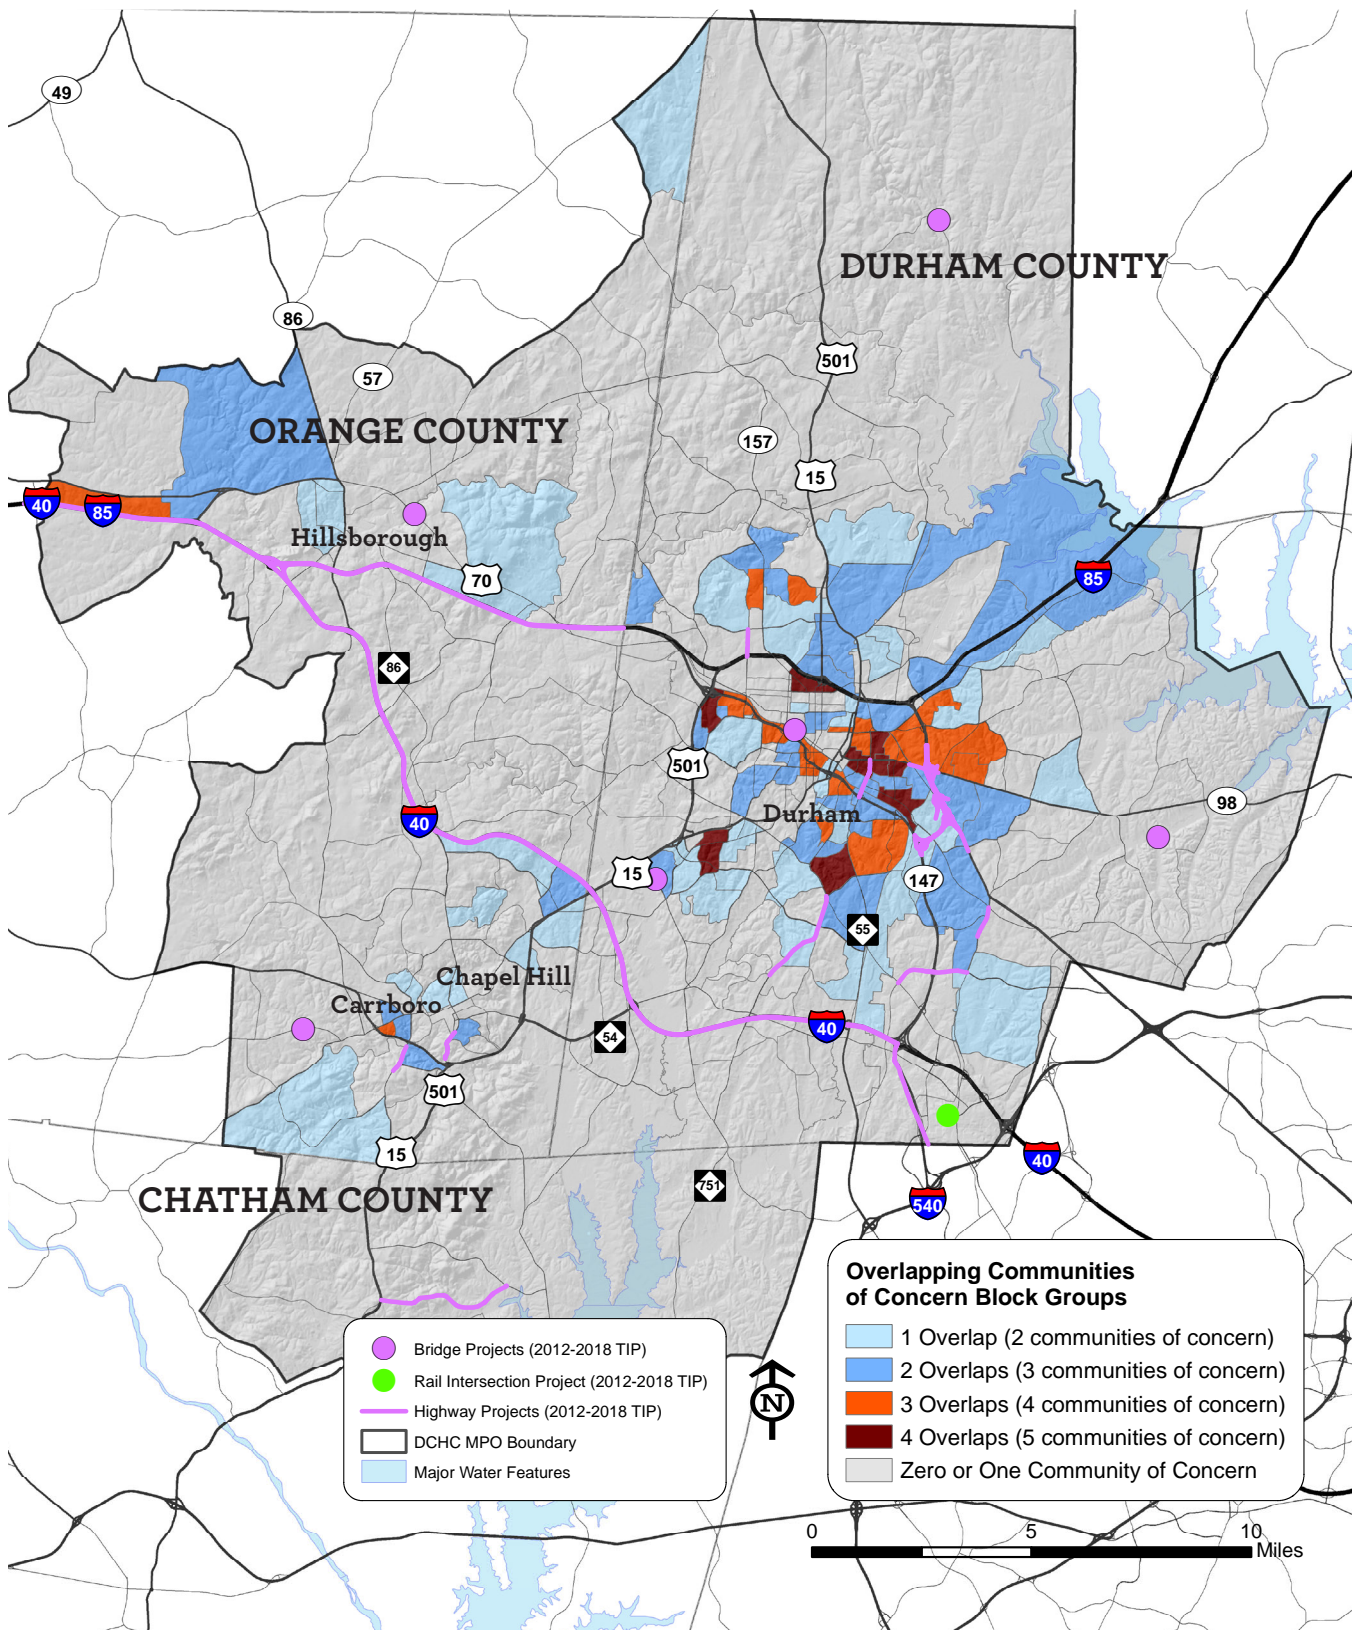 49
DURHAM COUNTY
86
501
57
ORANGE COUNTY
157
15
40
85
Hillsborough
70
85
86
501
98
40
Durham
15
147
55
Chapel Hill
Carrboro
40
54
501
15
40
751
CHATHAM COUNTY
540
Overlapping Communities
of Concern Block Groups
1 Overlap (2 communities of concern)
2 Overlaps (3 communities of concern)
3 Overlaps (4 communities of concern)
4 Overlaps (5 communities of concern)
Zero or One Community of Concern
Bridge Projects (2012-2018 TIP)
Rail Intersection Project (2012-2018 TIP)
Highway Projects (2012-2018 TIP)
DCHC MPO Boundary
Major Water Features
N
0 5 10
Miles